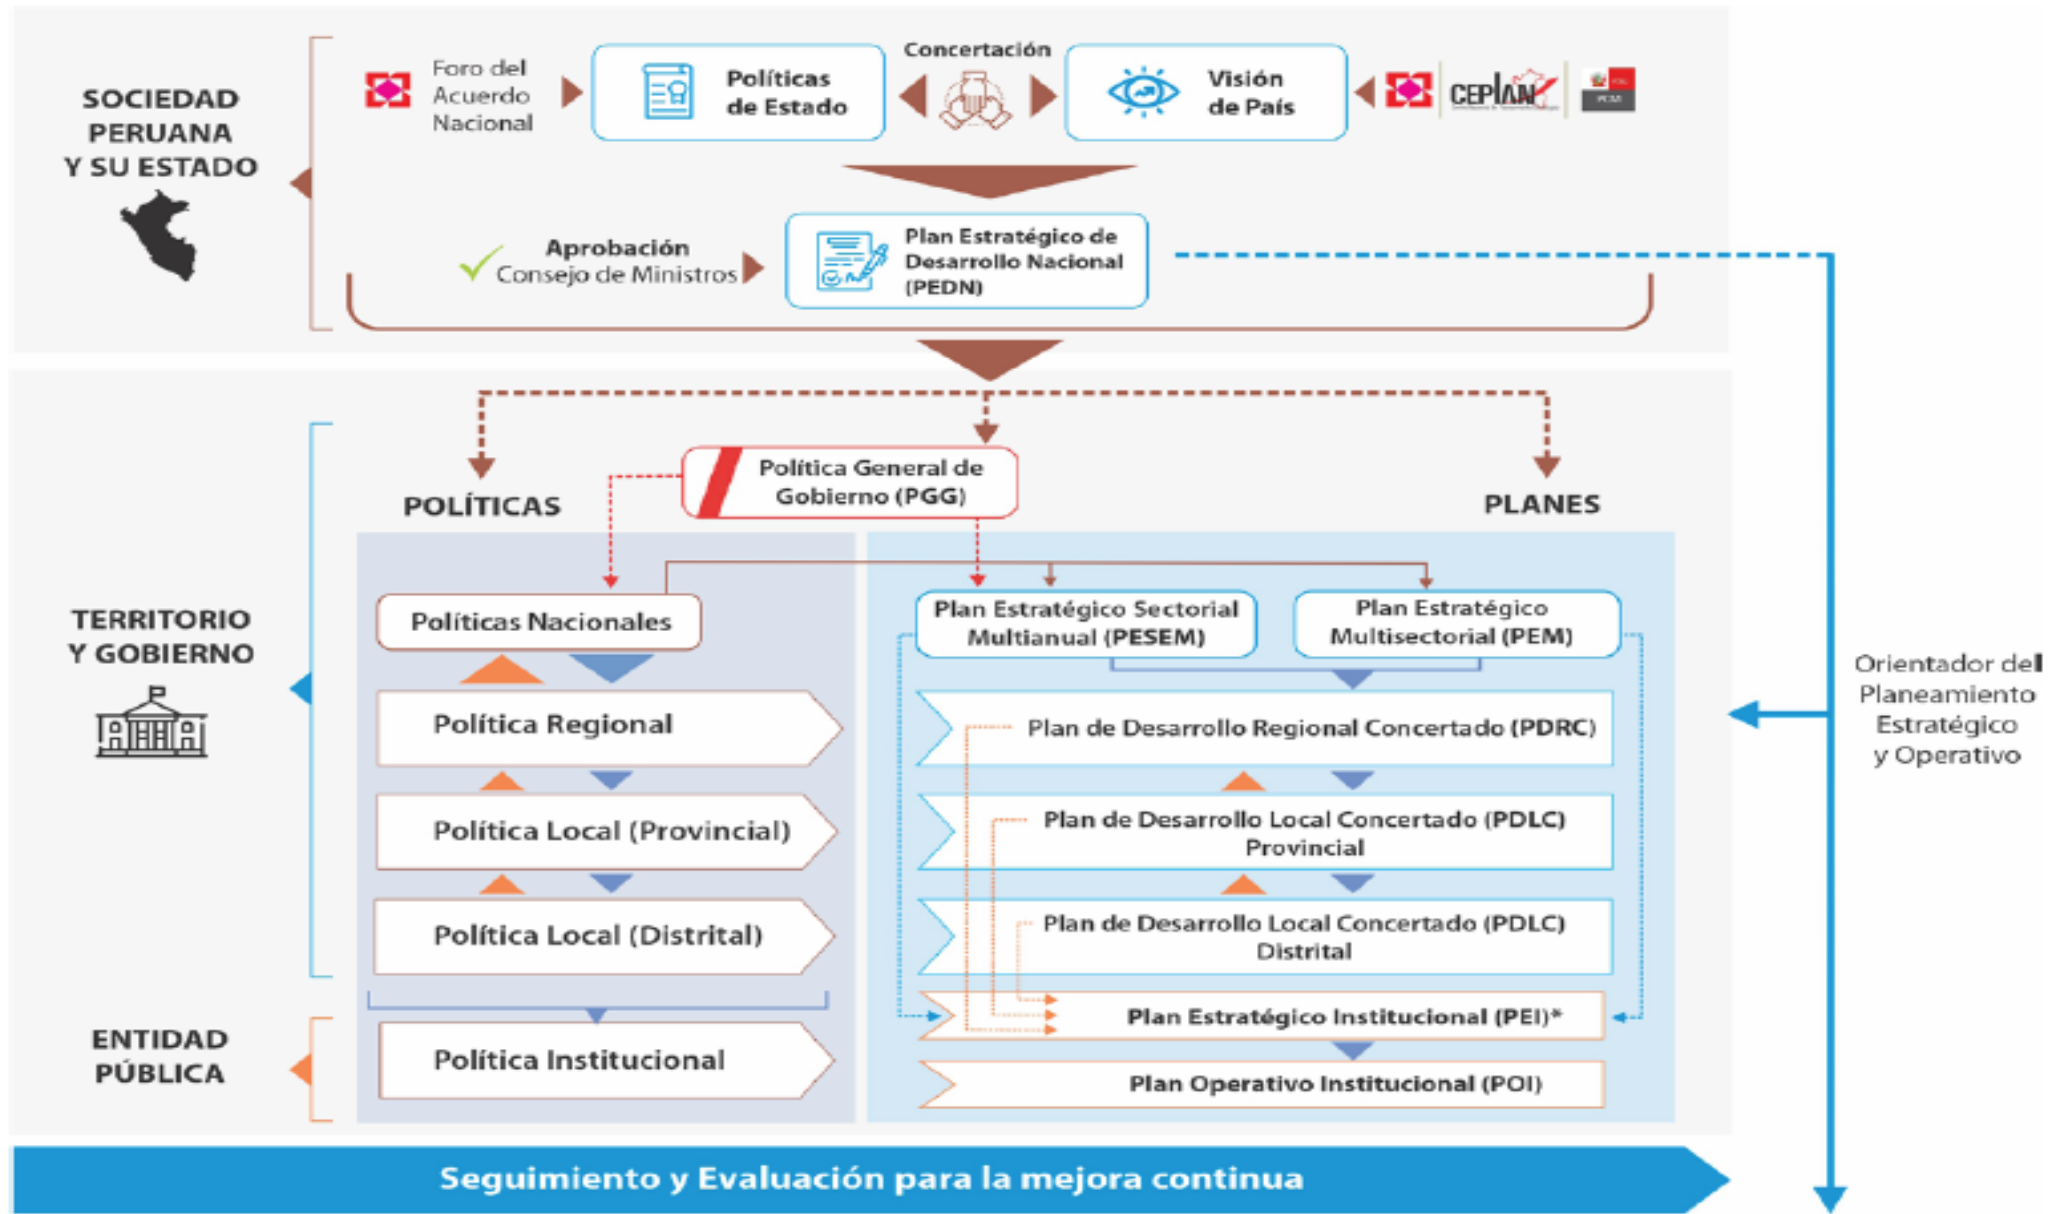 SOCIEDAD
PERUANA
Y SU ESTADO
Foro del
Acuerdo
Nacional
Políticas
de Estado
Concertación
Visión
de País
CEPLAN
Aprobación
Consejo de Ministros
Plan Estratégico de
Desarrollo Nacional
(PEDN)
Política General de
Gobierno (PGG)
POLÍTICAS
PLANES
TERRITORIO
Y GOBIERNO
Políticas Nacionales
Política Regional
Política Local (Provincial)
Política Local (Distrital)
Plan Estratégico Sectorial
Multianual (PESEM)
Plan Estratégico
Multisectorial (PEM)
Plan de Desarrollo Regional Concertado (PDRC)
Plan de Desarrollo Local Concertado (PDLC)
Provincial
Plan de Desarrollo Local Concertado (PDLC)
Distrital
Orientador del
Planeamiento
Estratégico
y Operativo
ENTIDAD
PÚBLICA
Política Institucional
Plan Estratégico Institucional (PEI)*
Plan Operativo Institucional (POI)
Seguimiento y Evaluación para la mejora continua